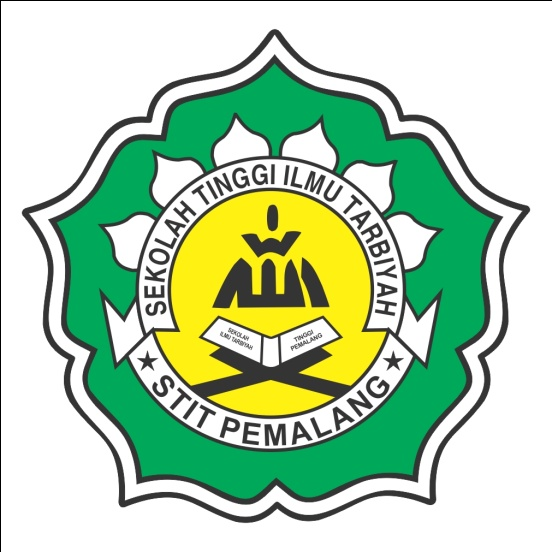 SEKOLAH TINGGI ILMU TARBIYAH
SEKOLAH
ILMU TARBIYAH
TINGGI
PEMALANG
STIT PEMALANG